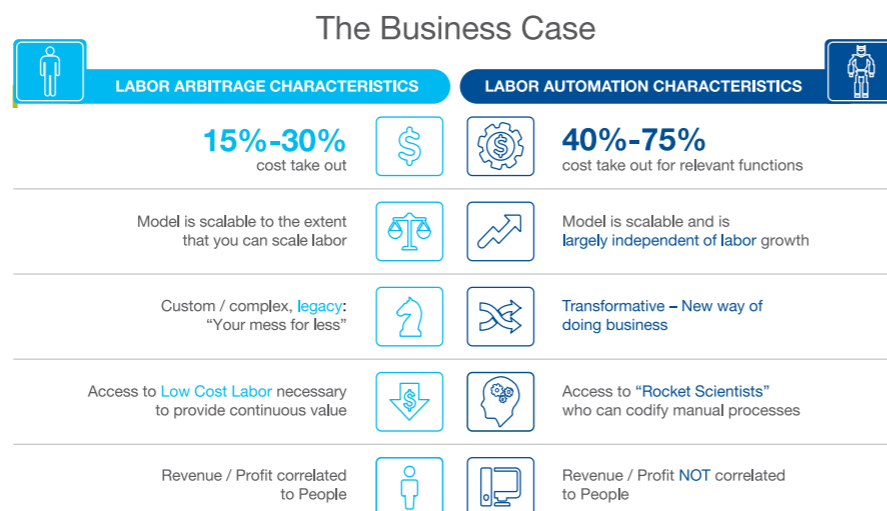 The Business Case
LABOR ARBITRAGE CHARACTERISTICS
LABOR AUTOMATION CHARACTERISTICS
15%-30%
cost take out
$
$
40%-75%
cost take out for relevant functions
Model is scalable to the extent
that you can scale labor
Model is scalable and is
largely independent of labor growth
Custom / complex, legacy:
“Your mess for less”
Transformative – New way of
doing business
Access to Low Cost Labor necessary
to provide continuous value
$
Access to “Rocket Scientists”
who can codify manual processes
Revenue / Profit correlated
to People
Revenue / Profit NOT correlated
to People